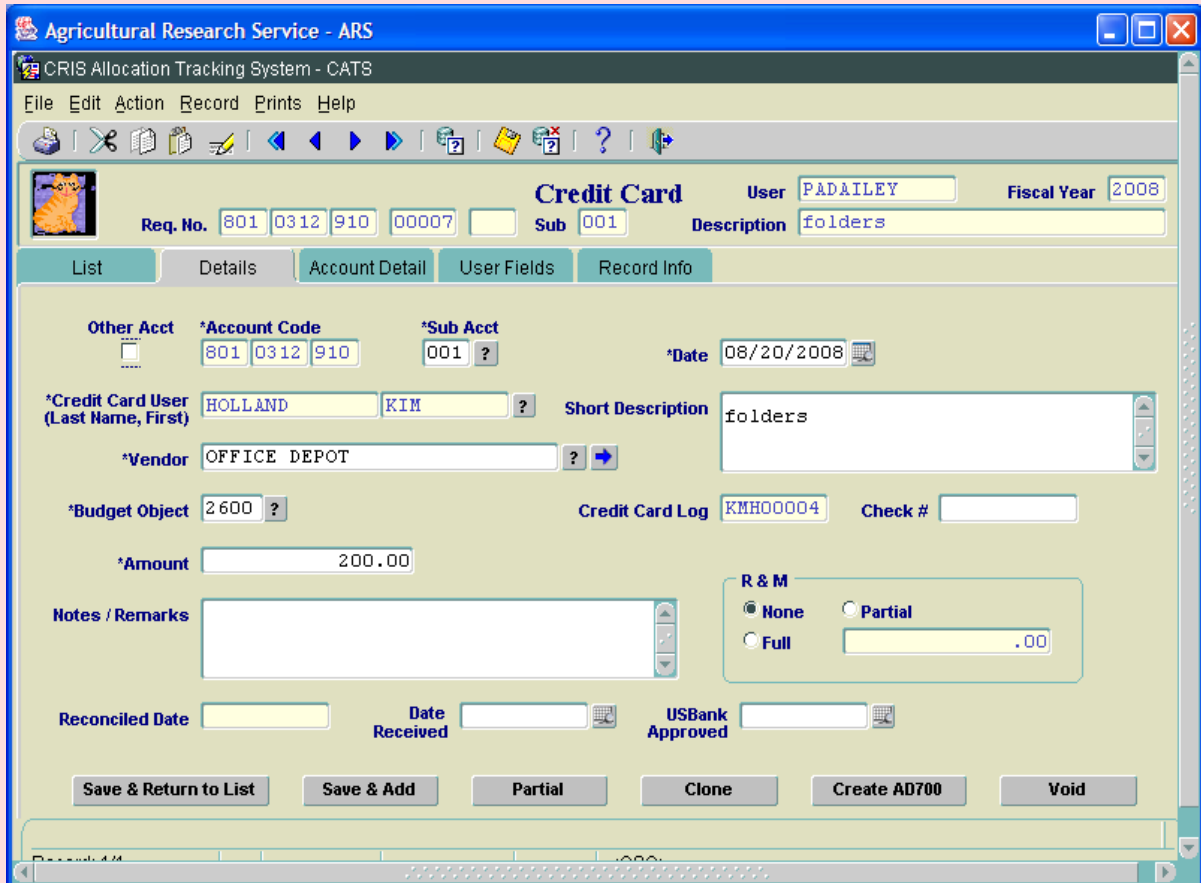 Agricultural Research Service - ARS
CRIS Allocation Tracking System - CATS
File Edit Action Record Prints Help
Credit Card User PADAILEY Fiscal Year 2008
Req. No. 801 0312 910 00007 Sub 001 Description folders
List Details Account Detail User Fields Record Info
Other Acct *Account Code *Sub Acct
801 0312 910 001 ? *Date 08/20/2008
*Credit Card User
(Last Name, First) HOLLAND KIM ? Short Description folders
*Vendor OFFICE DEPOT ?
*Budget Object 2600 ? Credit Card Log KMH00004 Check #
*Amount 200.00
R & M
Notes / Remarks None Partial
Full .00
Reconciled Date Date Received USBank Approved
Save & Return to List Save & Add Partial Clone Create AD700 Void